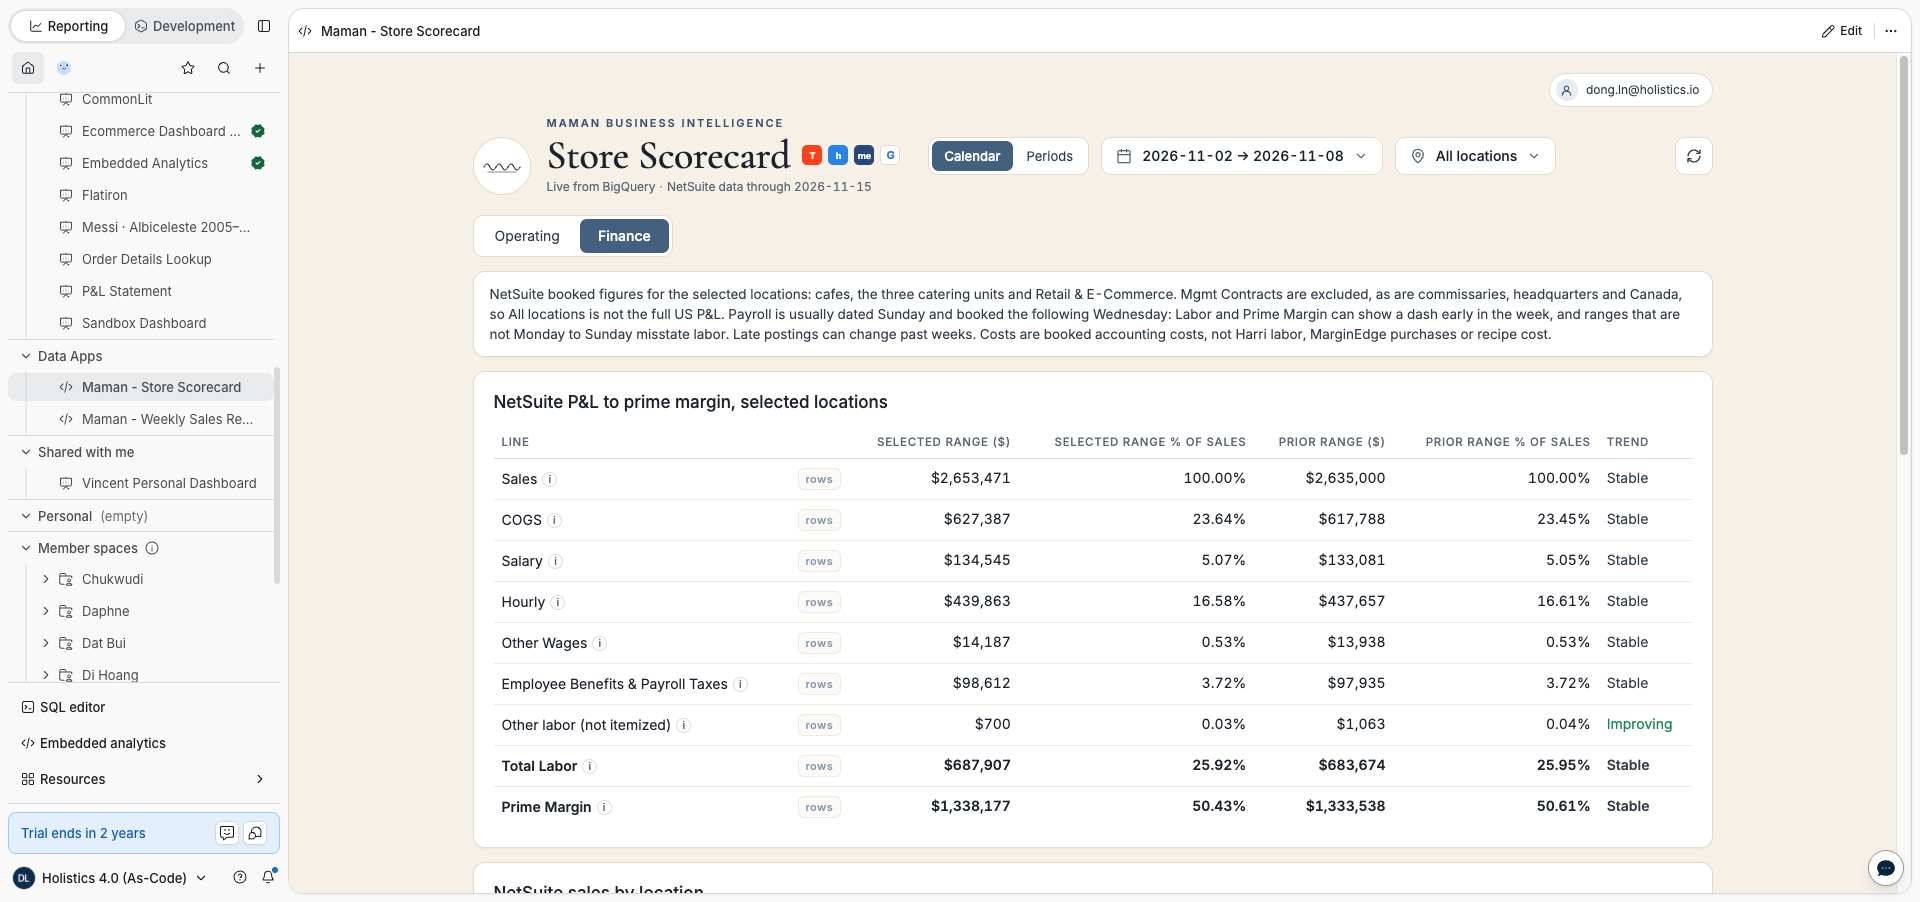 Reporting
Development
CommonLit
Ecommerce Dashboard ...
Embedded Analytics
Flatiron
Messi · Albiceleste 2005–...
Order Details Lookup
P&L Statement
Sandbox Dashboard
Data Apps
Maman - Store Scorecard
Maman - Weekly Sales Re...
Shared with me
Vincent Personal Dashboard
Personal (empty)
Member spaces
Chukwudi
Daphne
Dat Bui
Di Hoang
SQL editor
Embedded analytics
Resources
Trial ends in 2 years
DL Holistics 4.0 (As-Code)
Maman - Store Scorecard
Edit
dong.ln@holistics.io
MAMAN BUSINESS INTELLIGENCE
Store Scorecard T h me G
Live from BigQuery · NetSuite data through 2026-11-15
Calendar Periods
2026-11-02 → 2026-11-08
All locations
Operating Finance
NetSuite booked figures for the selected locations: cafes, the three catering units and Retail & E-Commerce. Mgmt Contracts are excluded, as are commissaries, headquarters and Canada,
so All locations is not the full US P&L. Payroll is usually dated Sunday and booked the following Wednesday: Labor and Prime Margin can show a dash early in the week, and ranges that are
not Monday to Sunday misstate labor. Late postings can change past weeks. Costs are booked accounting costs, not Harri labor, MarginEdge purchases or recipe cost.
NetSuite P&L to prime margin, selected locations
LINE SELECTED RANGE ($) SELECTED RANGE % OF SALES PRIOR RANGE ($) PRIOR RANGE % OF SALES TREND
Sales i rows $2,653,471 100.00% $2,635,000 100.00% Stable
COGS i rows $627,387 23.64% $617,788 23.45% Stable
Salary i rows $134,545 5.07% $133,081 5.05% Stable
Hourly i rows $439,863 16.58% $437,657 16.61% Stable
Other Wages i rows $14,187 0.53% $13,938 0.53% Stable
Employee Benefits & Payroll Taxes i rows $98,612 3.72% $97,935 3.72% Stable
Other labor (not itemized) i rows $700 0.03% $1,063 0.04% Improving
Total Labor i rows $687,907 25.92% $683,674 25.95% Stable
Prime Margin i rows $1,338,177 50.43% $1,333,538 50.61% Stable
NetSuite sales by location